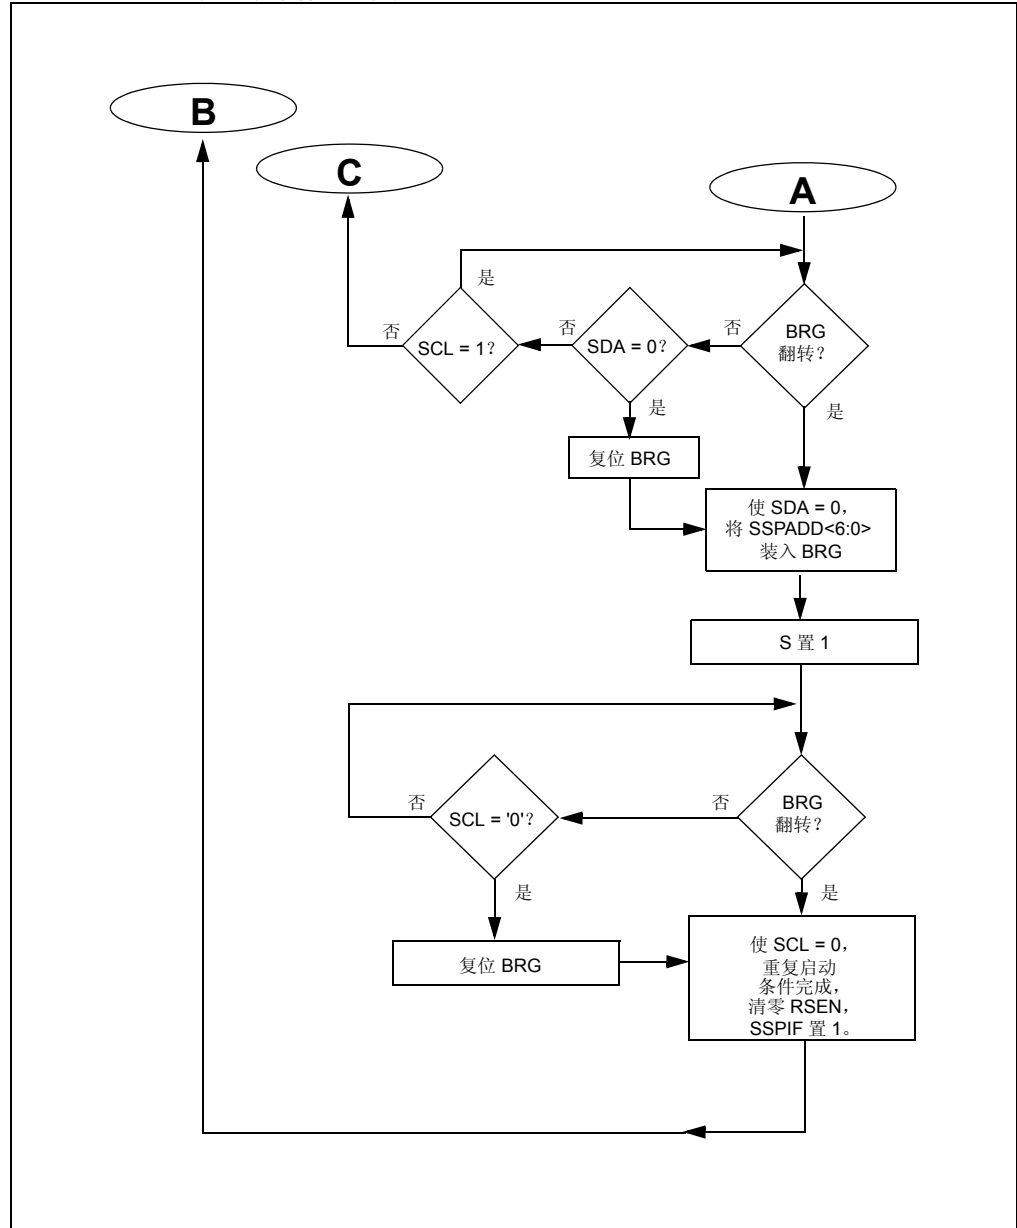 B
C
A
是
否
SCL = 1?
否
SDA = 0?
否
BRG
翻转?
是
是
复位 BRG
使 SDA = 0,
将 SSPADD<6:0>
装入 BRG
S 置 1
否
SCL = '0'?
否
BRG
翻转?
是
是
复位 BRG
使 SCL = 0,
重复启动
条件完成,
清零 RSEN,
SSPIF 置 1。